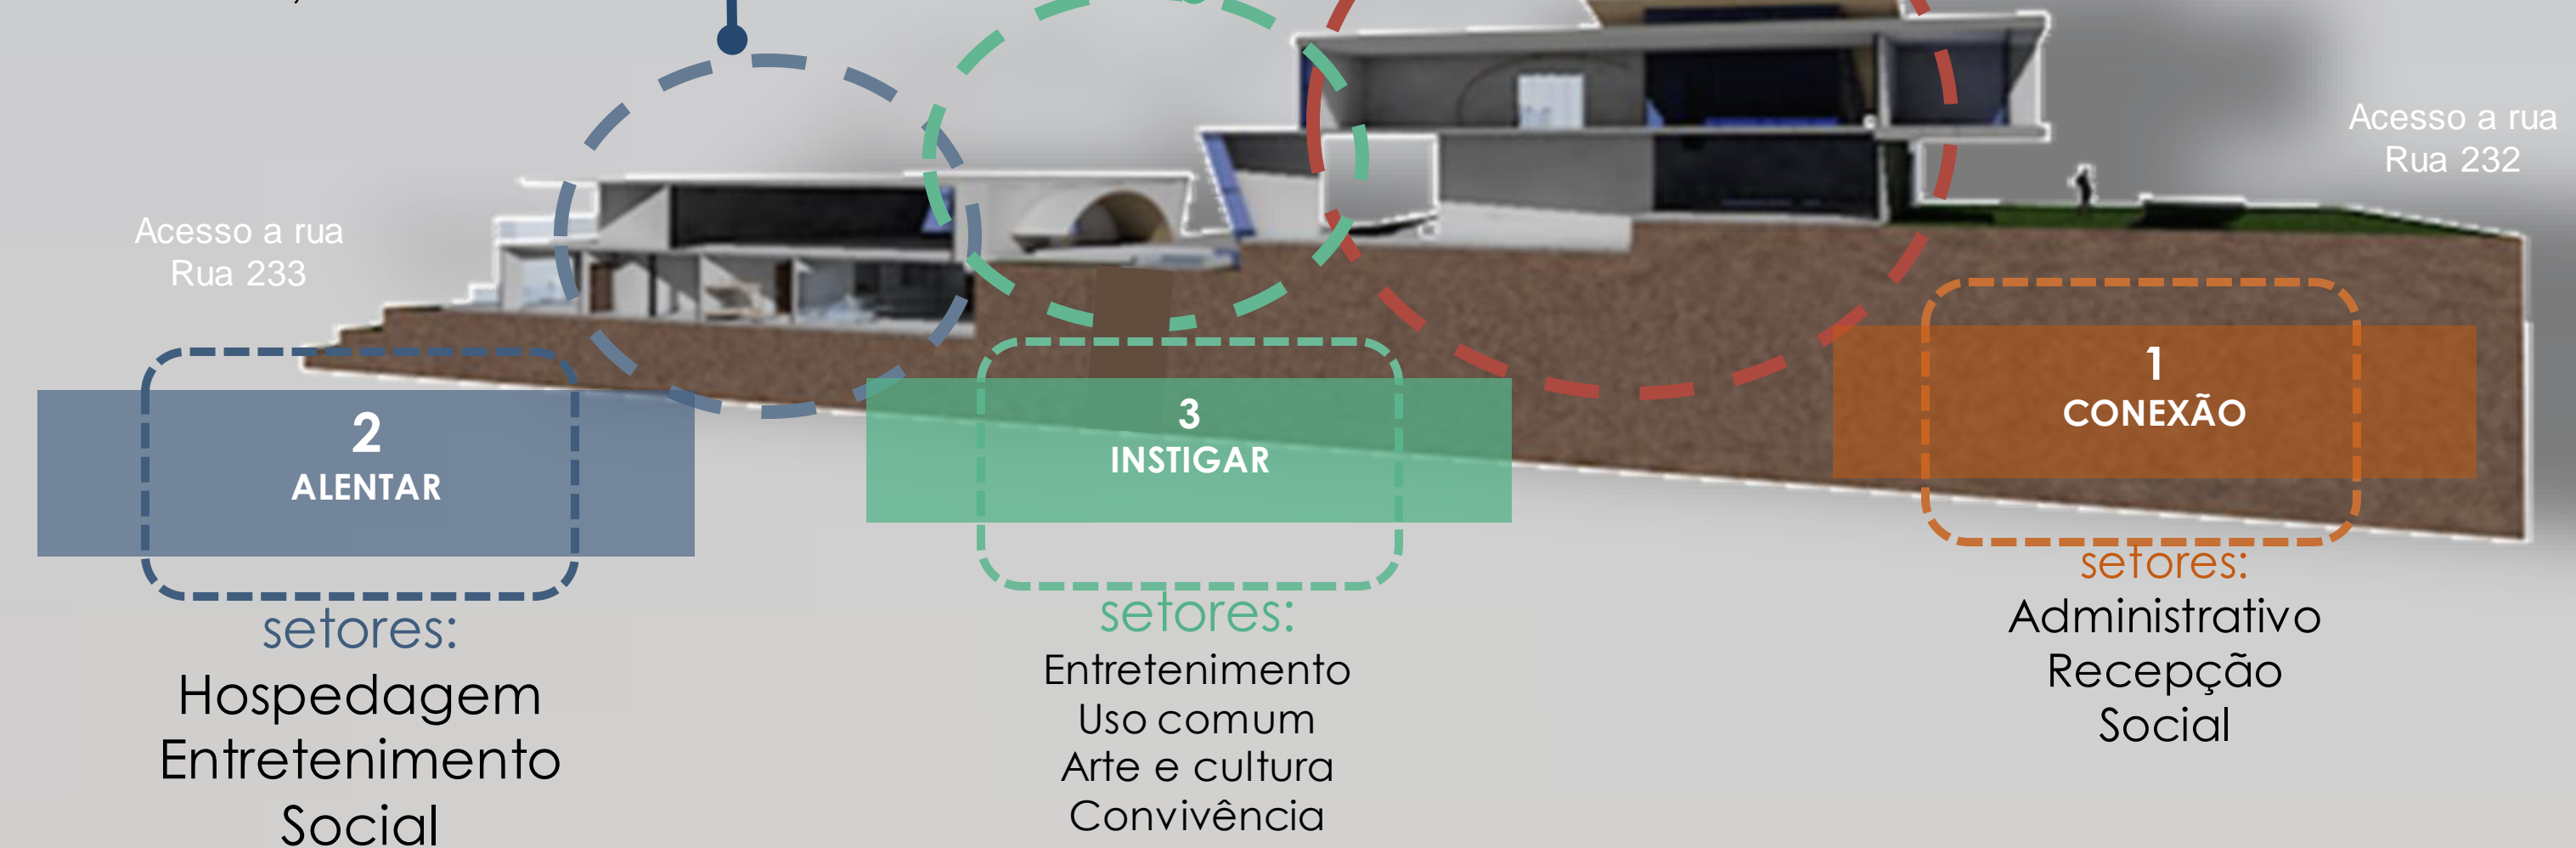 Acesso a rua
Rua 232
Acesso a rua
Rua 233
2
ALENTAR
setores:
Hospedagem
Entretenimento
Social
3
INSTIGAR
setores:
Entretenimento
Uso comum
Arte e cultura
Convivência
1
CONEXÃO
setores:
Administrativo
Recepção
Social